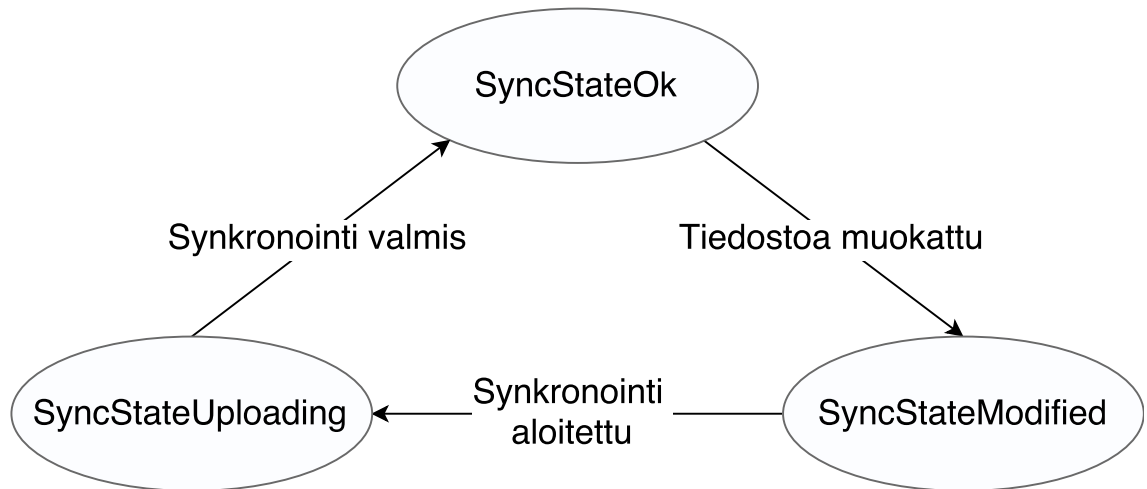 SyncStateOk
Synkronointi valmis
Tiedostoa muokattu
SyncStateUploading
Synkronointi
aloitettu
SyncStateModified